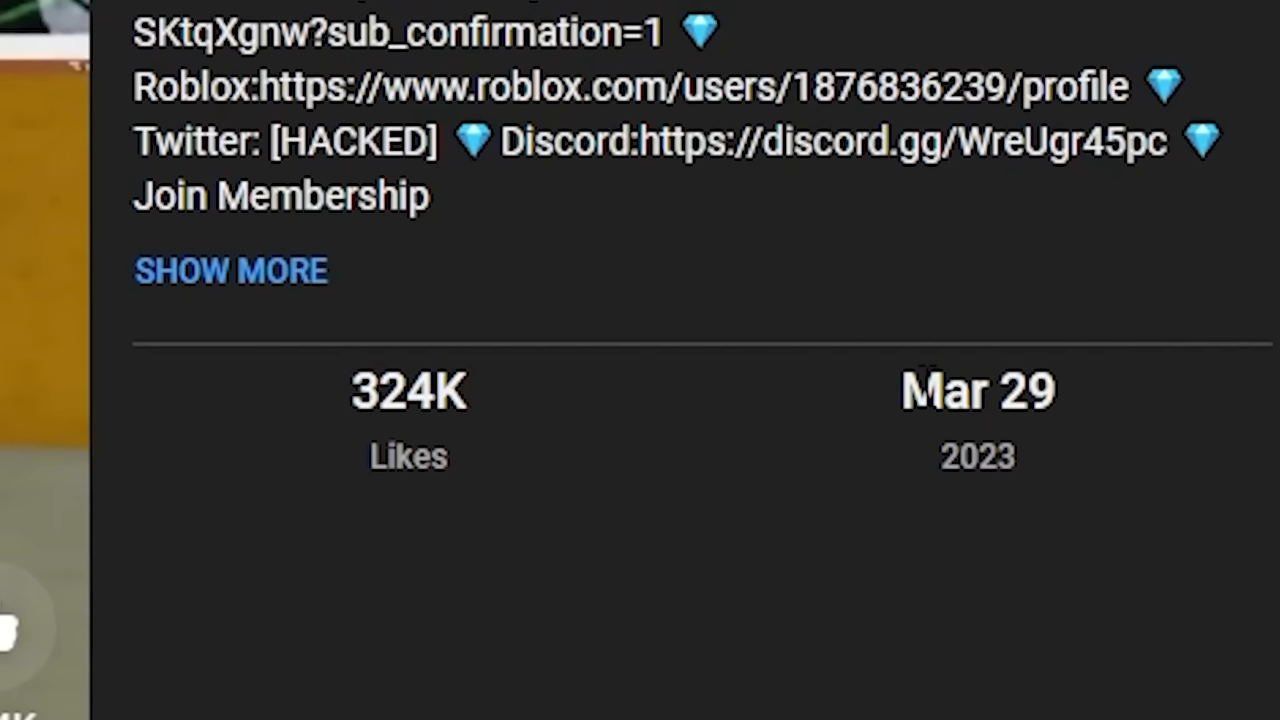 SKtqXgnw?sub_confirmation=1 💎
Roblox:https://www.roblox.com/users/1876836239/profile 💎
Twitter: [HACKED] 💎 Discord:https://discord.gg/WreUgr45pc 💎
Join Membership
SHOW MORE
324K
Likes
Mar 29
2023